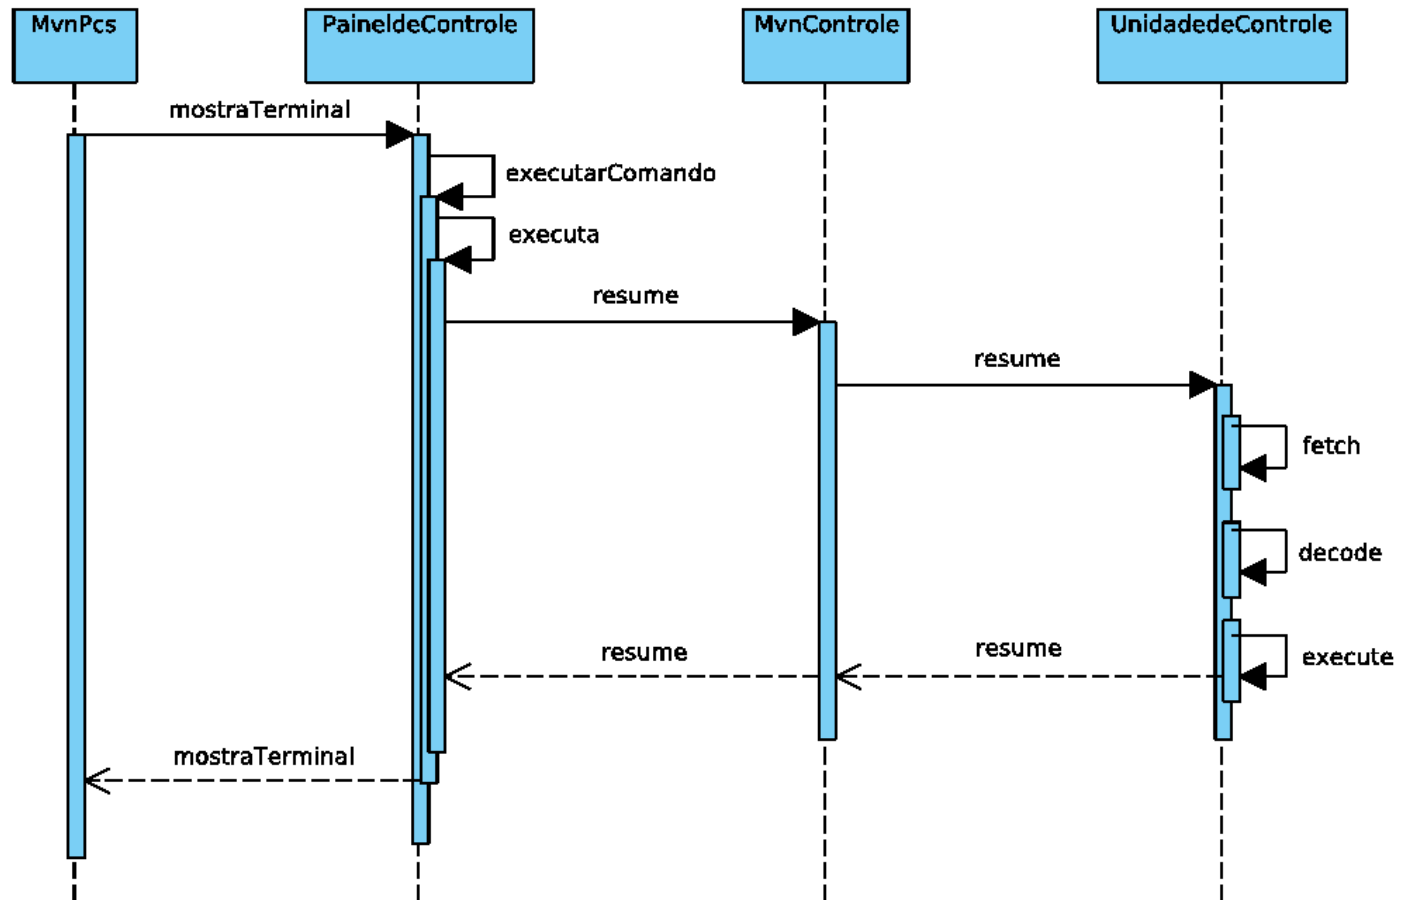 MvnPcs
PaineldeControle
MvnControle
UnidadedeControle
mostraTerminal
executarComando
executa
resume
resume
fetch
decode
resume
resume
execute
mostraTerminal